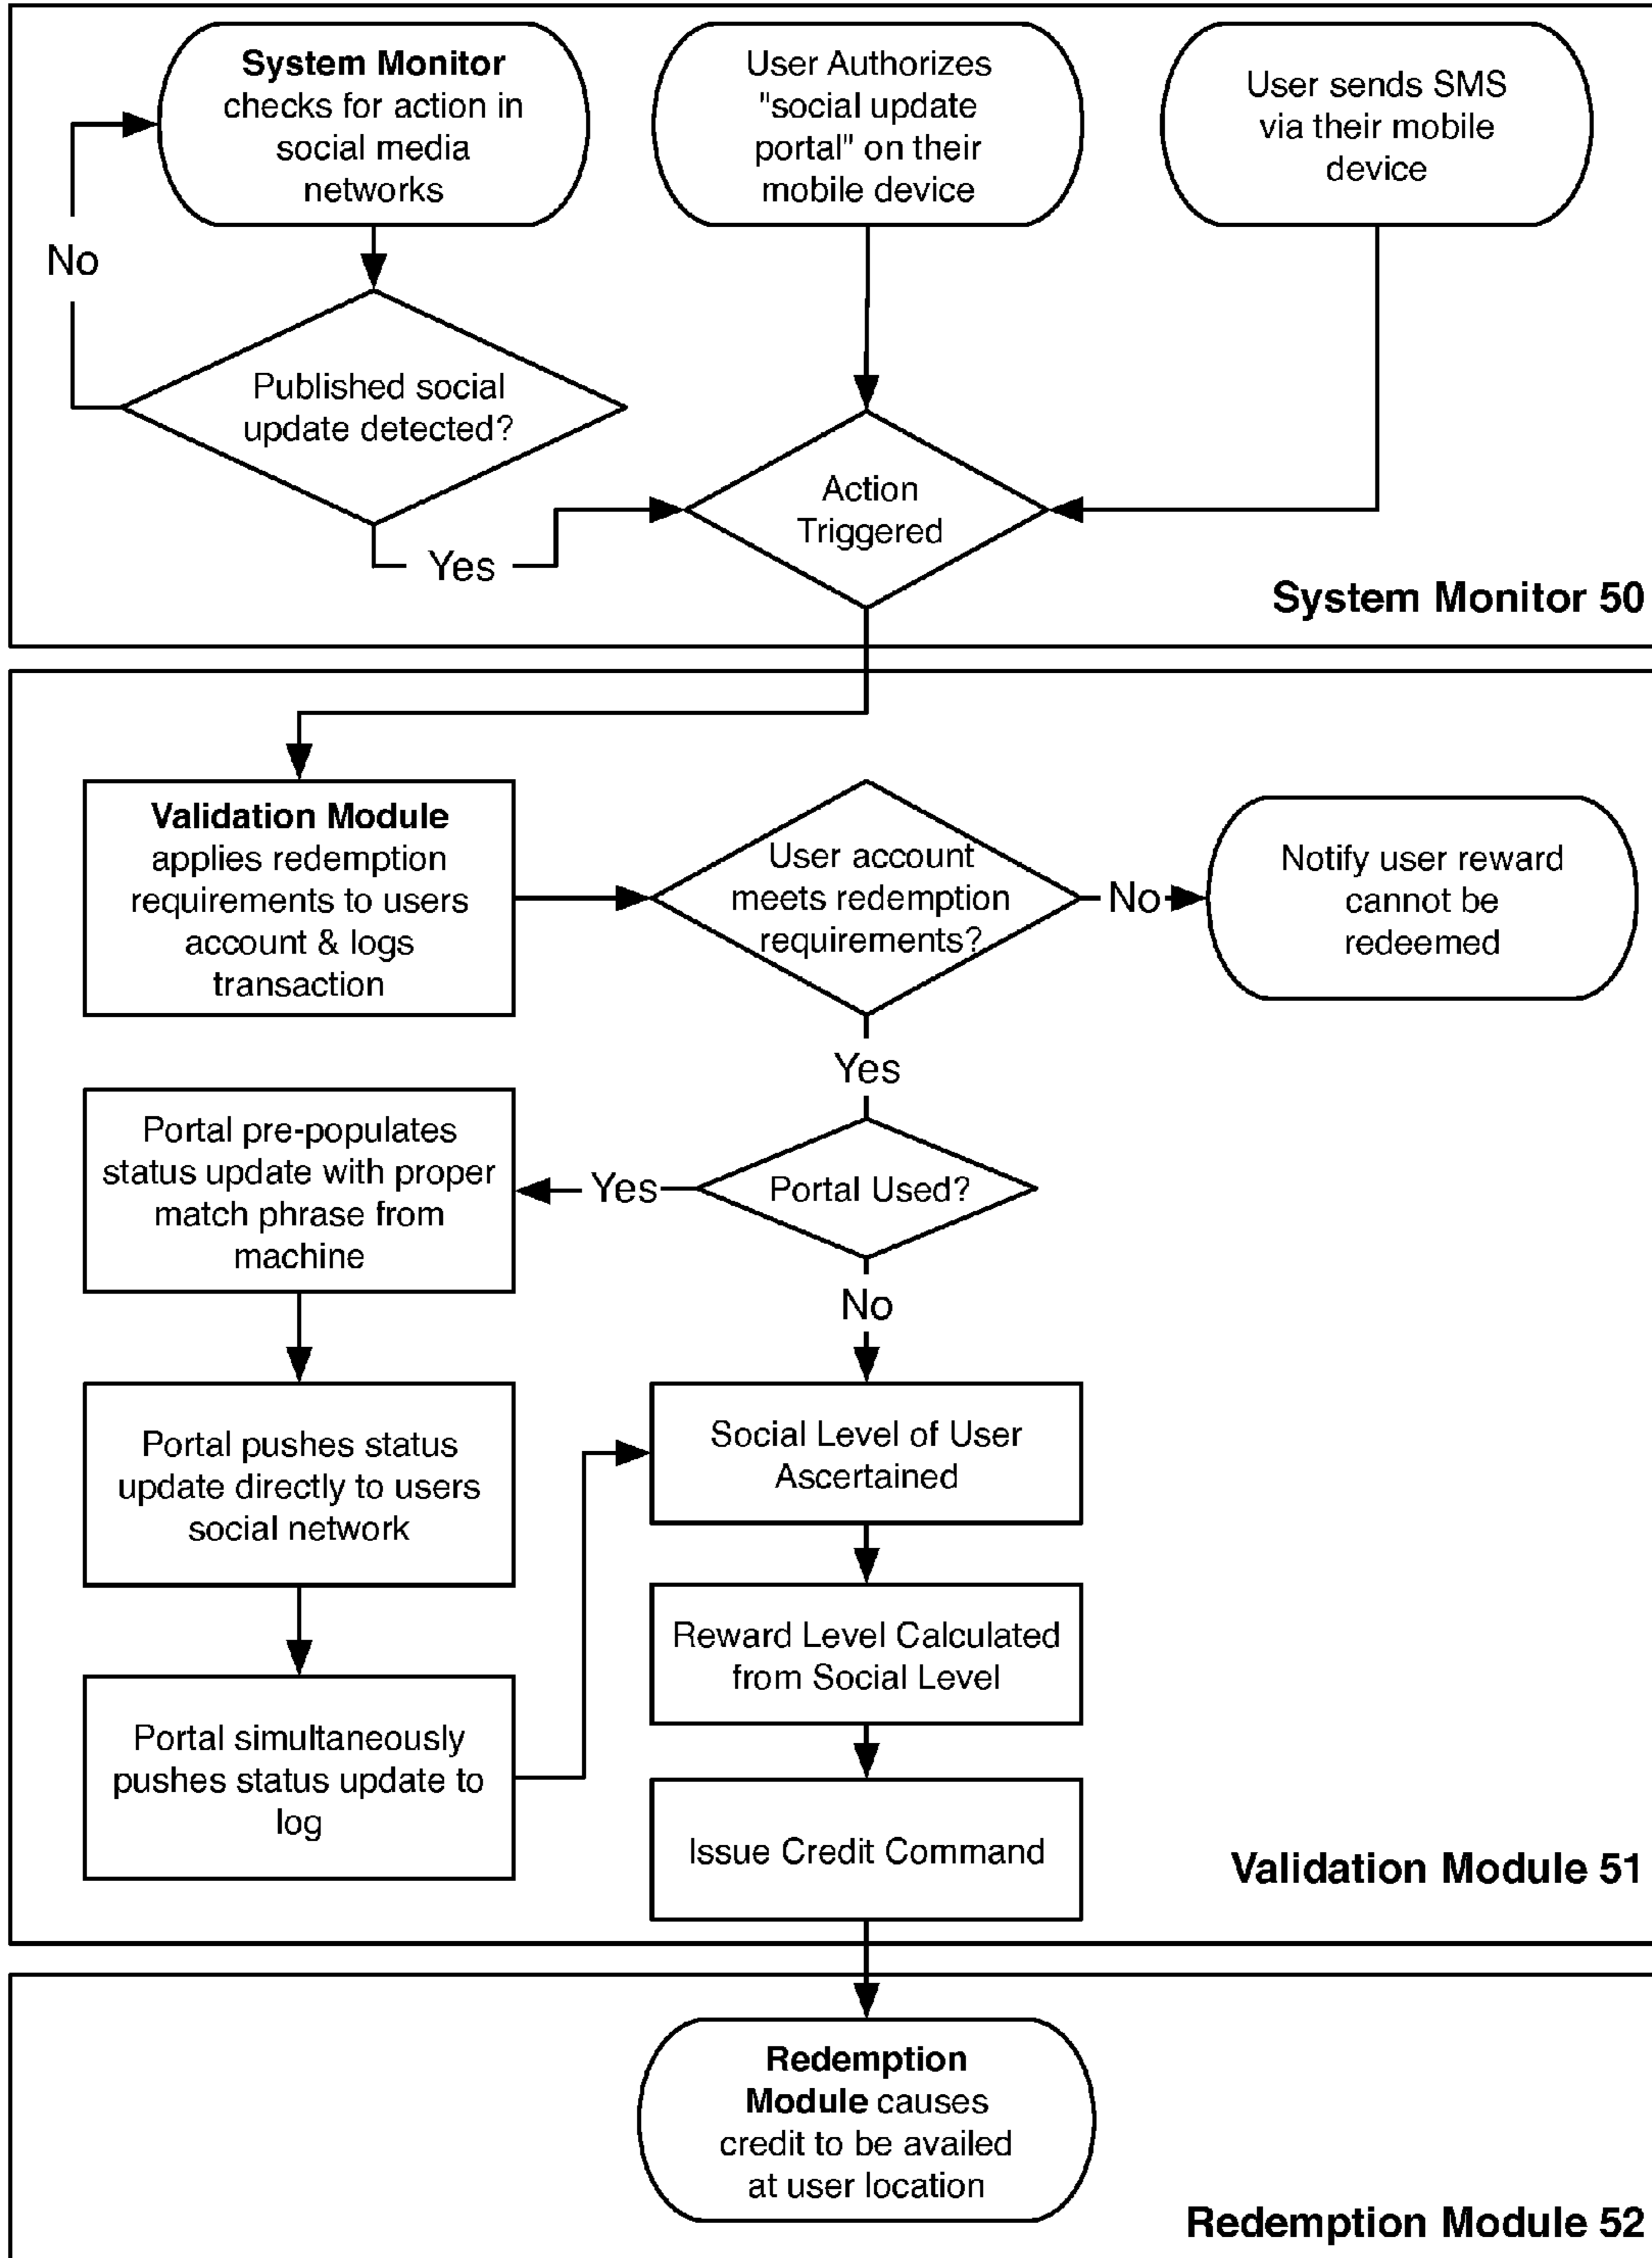 System Monitor
checks for action in
social media
networks
User Authorizes
"social update
portal" on their
mobile device
User sends SMS
via their mobile
device
No
Published social
update detected?
Yes
Action
Triggered
System Monitor 50
Validation Module
applies redemption
requirements to users
account & logs
transaction
User account
meets redemption
requirements?
No
Notify user reward
cannot be
redeemed
Yes
Portal Used?
Yes
Portal pre-populates
status update with proper
match phrase from
machine
No
Portal pushes status
update directly to users
social network
Social Level of User
Ascertained
Reward Level Calculated
from Social Level
Portal simultaneously
pushes status update to
log
Issue Credit Command
Validation Module 51
Redemption
Module causes
credit to be availed
at user location
Redemption Module 52